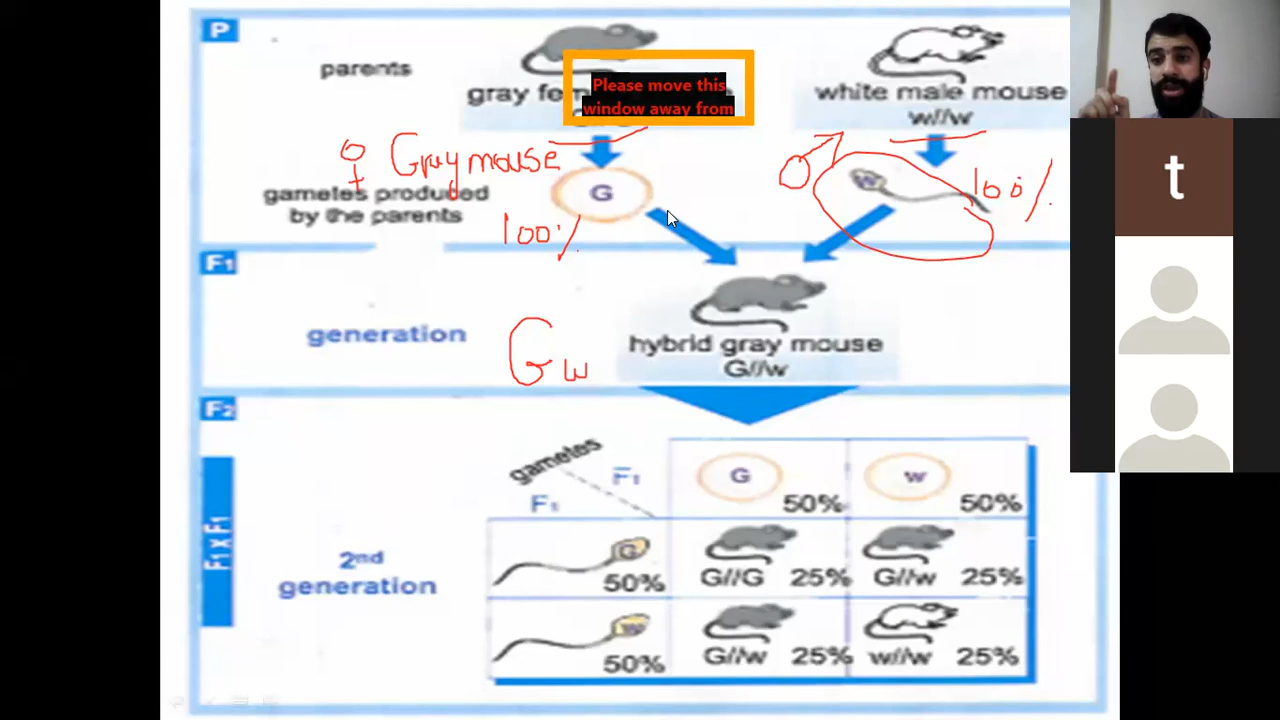 P
parents
gray fem
Please move this
window away from
white male mouse
w//w
♀ Gray mouse
♂
gametes produced
by the parents
G
100%
w
100%
F1
generation
Gw
hybrid gray mouse
G//w
F2
gametes
F1
F1
G
50%
w
50%
F1 x F1
2nd
generation
G
50%
G//G 25%
G//w 25%
w
50%
G//w 25%
w//w 25%
t